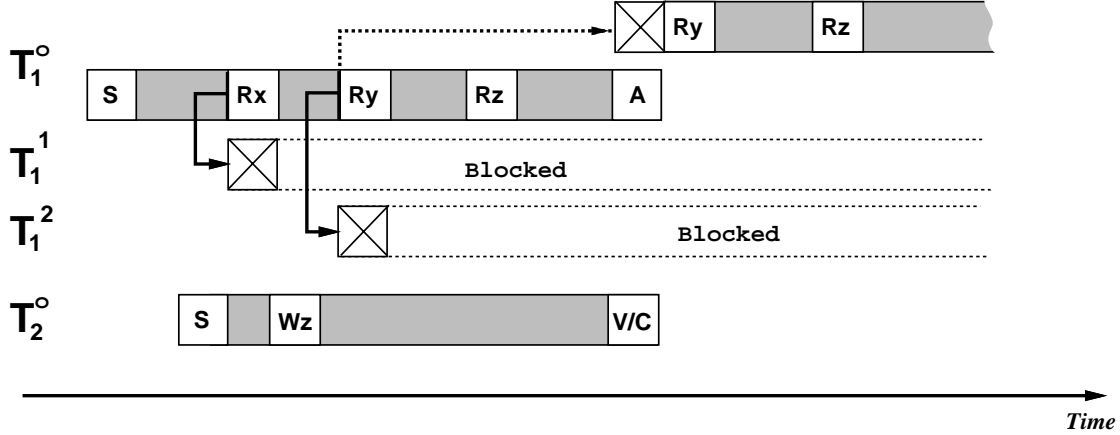 Ry Rz
T₁° S Rx Ry Rz A
T₁¹ Blocked
T₁² Blocked
T₂° S Wz V/C
Time